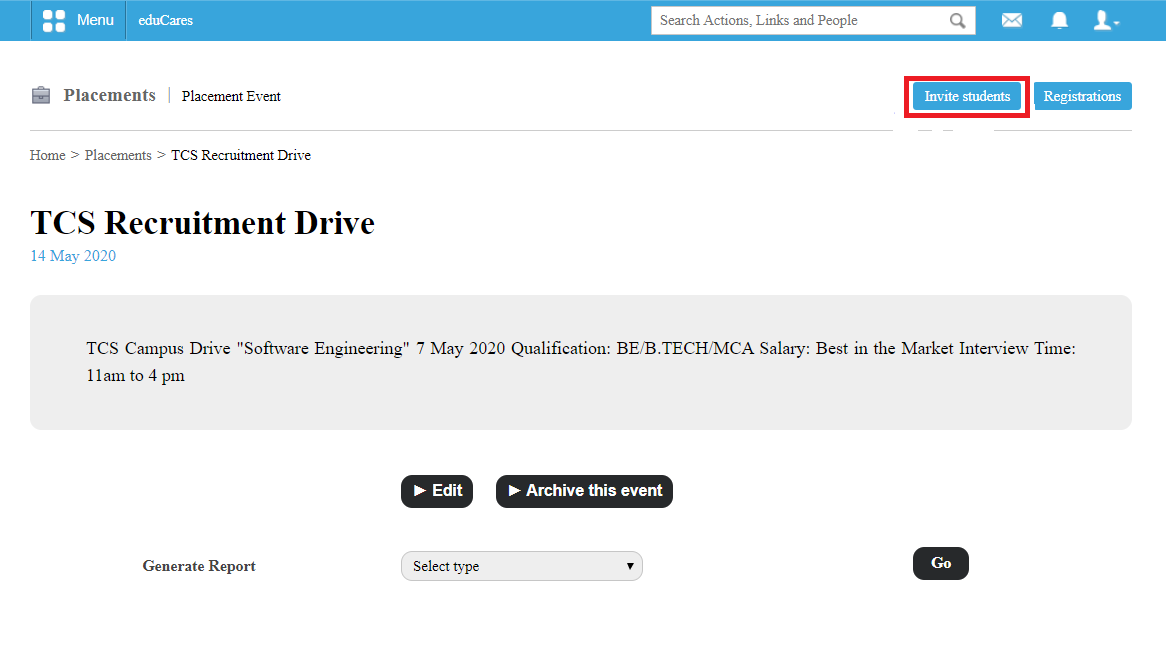 Menu eduCares Search Actions, Links and People
Placements | Placement Event Invite students Registrations
Home > Placements > TCS Recruitment Drive
TCS Recruitment Drive
14 May 2020
TCS Campus Drive "Software Engineering" 7 May 2020 Qualification: BE/B.TECH/MCA Salary: Best in the Market Interview Time:
11am to 4 pm
Edit Archive this event
Generate Report Select type Go